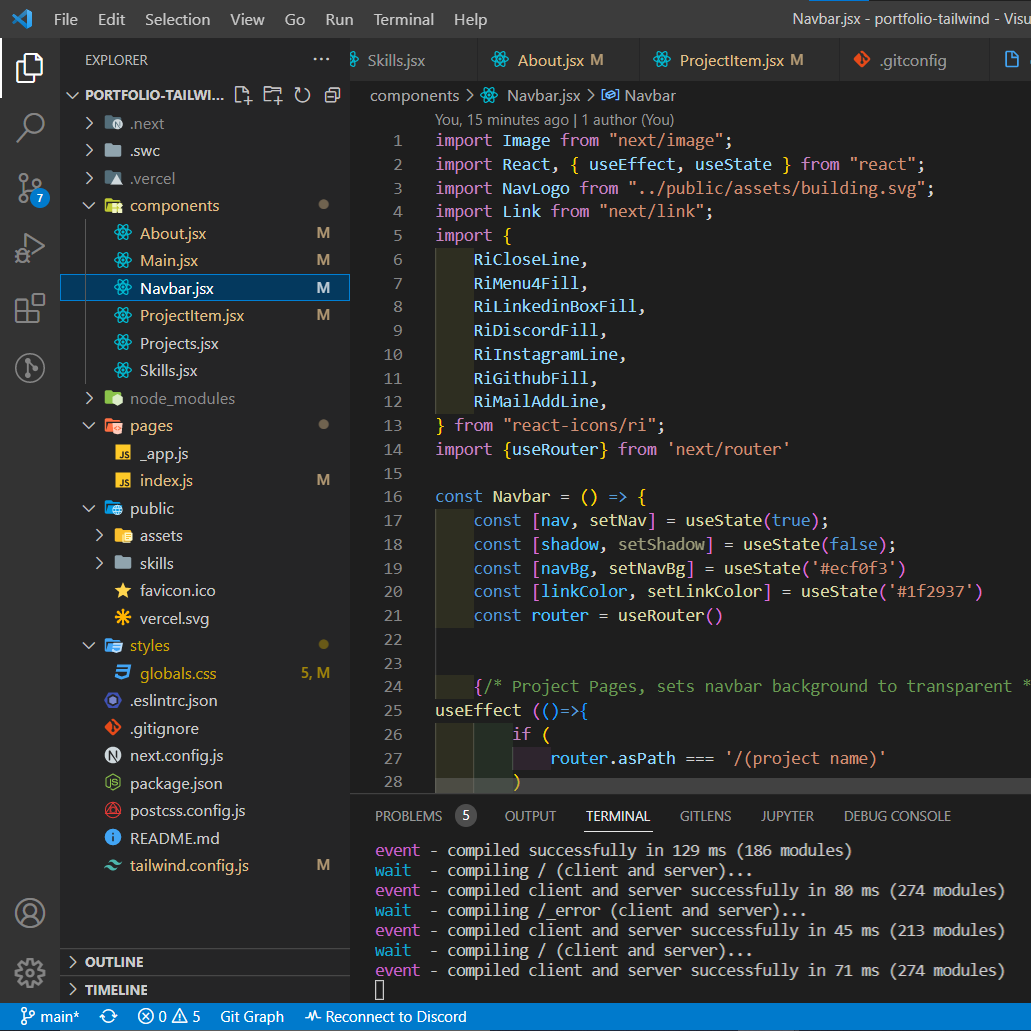 File Edit Selection View Go Run Terminal Help Navbar.jsx - portfolio-tailwind - Visu
EXPLORER
Skills.jsx About.jsx M ProjectItem.jsx M .gitconfig
PORTFOLIO-TAILWI...
.next
.swc
.vercel
components
About.jsx M
Main.jsx M
Navbar.jsx M
ProjectItem.jsx M
Projects.jsx
Skills.jsx
node_modules
pages
_app.js
index.js M
public
assets
skills
favicon.ico
vercel.svg
styles
globals.css 5, M
.eslintrc.json
.gitignore
next.config.js
package.json
postcss.config.js
README.md
tailwind.config.js M
OUTLINE
TIMELINE
7
components > Navbar.jsx > Navbar
You, 15 minutes ago | 1 author (You)
1 import Image from "next/image";
2 import React, { useEffect, useState } from "react";
3 import NavLogo from "../public/assets/building.svg";
4 import Link from "next/link";
5 import {
6 RiCloseLine,
7 RiMenu4Fill,
8 RiLinkedinBoxFill,
9 RiDiscordFill,
10 RiInstagramLine,
11 RiGithubFill,
12 RiMailAddLine,
13 } from "react-icons/ri";
14 import {useRouter} from 'next/router'
15
16 const Navbar = () => {
17 const [nav, setNav] = useState(true);
18 const [shadow, setShadow] = useState(false);
19 const [navBg, setNavBg] = useState('#ecf0f3')
20 const [linkColor, setLinkColor] = useState('#1f2937')
21 const router = useRouter()
22
23
24 {/* Project Pages, sets navbar background to transparent *
25 useEffect (()=>{
26 if (
27 router.asPath === '/(project name)'
28 )
PROBLEMS 5 OUTPUT TERMINAL GITLENS JUPYTER DEBUG CONSOLE
event - compiled successfully in 129 ms (186 modules)
wait - compiling / (client and server)...
event - compiled client and server successfully in 80 ms (274 modules)
wait - compiling /_error (client and server)...
event - compiled client and server successfully in 45 ms (213 modules)
wait - compiling / (client and server)...
event - compiled client and server successfully in 71 ms (274 modules)
main* 0 5 Git Graph Reconnect to Discord